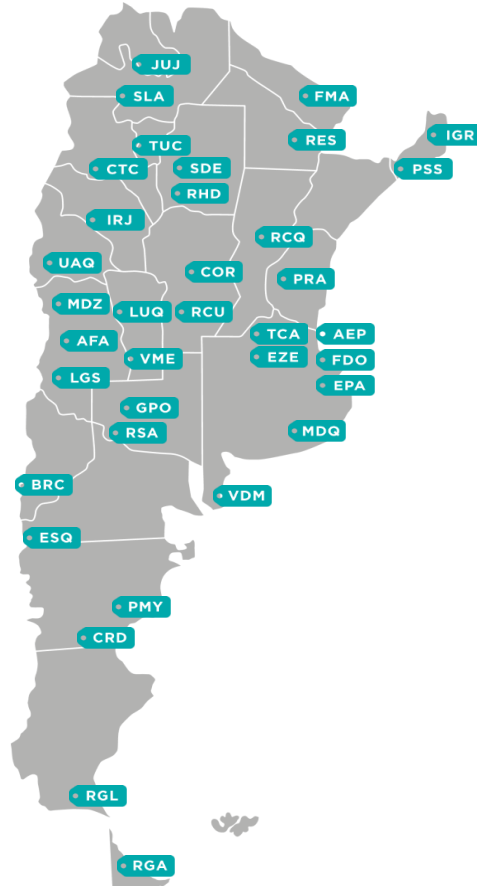 JUJ
SLA
FMA
IGR
RES
TUC
CTC
SDE
PSS
RHD
IRJ
RCQ
UAQ
COR
PRA
MDZ
LUQ
RCU
AFA
TCA
AEP
VME
EZE
FDO
LGS
EPA
GPO
RSA
MDQ
BRC
VDM
ESQ
PMY
CRD
RGL
RGA